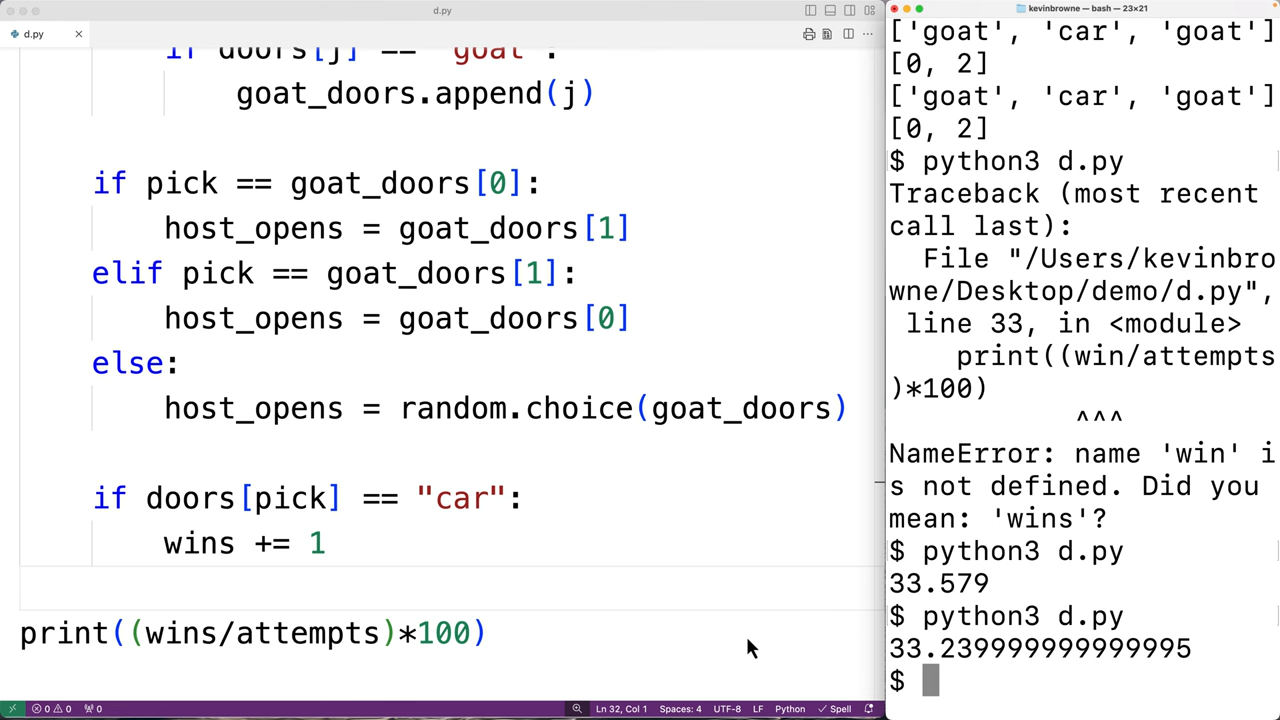 d.py
d.py
if doors[j] == "goat":
goat_doors.append(j)
if pick == goat_doors[0]:
host_opens = goat_doors[1]
elif pick == goat_doors[1]:
host_opens = goat_doors[0]
else:
host_opens = random.choice(goat_doors)
if doors[pick] == "car":
wins += 1
print((wins/attempts)*100)
0 0 0
Ln 32, Col 1 Spaces: 4 UTF-8 LF Python Spell
kevinbrowne — bash — 23×21
['goat', 'car', 'goat']
[0, 2]
['goat', 'car', 'goat']
[0, 2]
$ python3 d.py
Traceback (most recent
call last):
File "/Users/kevinbro
wne/Desktop/demo/d.py",
line 33, in <module>
print((win/attempts
)*100)
^^^
NameError: name 'win' i
s not defined. Did you
mean: 'wins'?
$ python3 d.py
33.579
$ python3 d.py
33.239999999999995
$